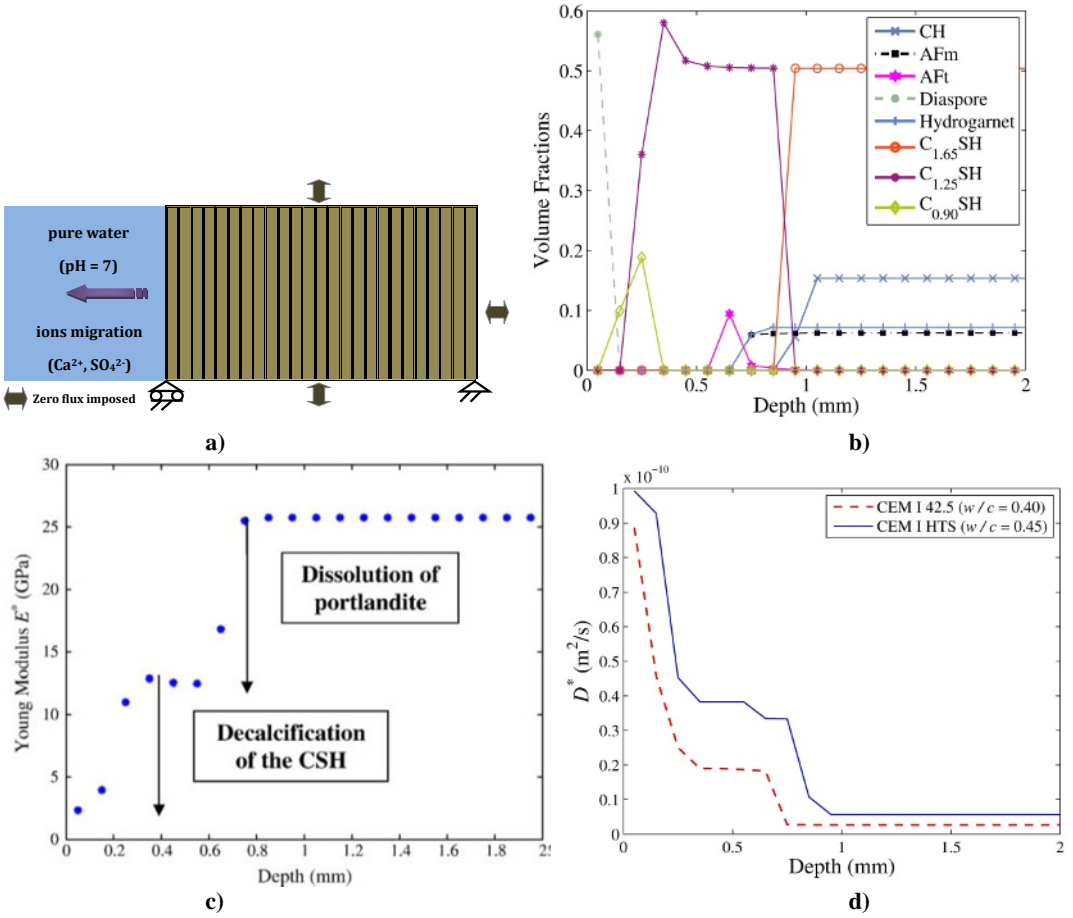 pure water
(pH = 7)
ions migration
(Ca²⁺, SO₄²⁻)
Zero flux imposed
a)
0.6
0.5
0.4
0.3
0.2
0.1
0
Volume Fractions
CH
AFm
AFt
Diaspore
Hydrogarnet
C₁.₆₅SH
C₁.₂₅SH
C₀.₉₀SH
0 0.5 1 1.5 2
Depth (mm)
b)
30
25
20
15
10
5
0
Young Modulus E* (GPa)
Dissolution of
portlandite
Decalcification
of the CSH
0 0.2 0.4 0.6 0.8 1 1.2 1.4 1.6 1.8 25
Depth (mm)
c)
x 10⁻¹⁰
1
0.9
0.8
0.7
0.6
0.5
0.4
0.3
0.2
0.1
0
D* (m²/s)
CEM I 42.5 (w/c = 0.40)
CEM I HTS (w/c = 0.45)
0 0.5 1 1.5 2
Depth (mm)
d)